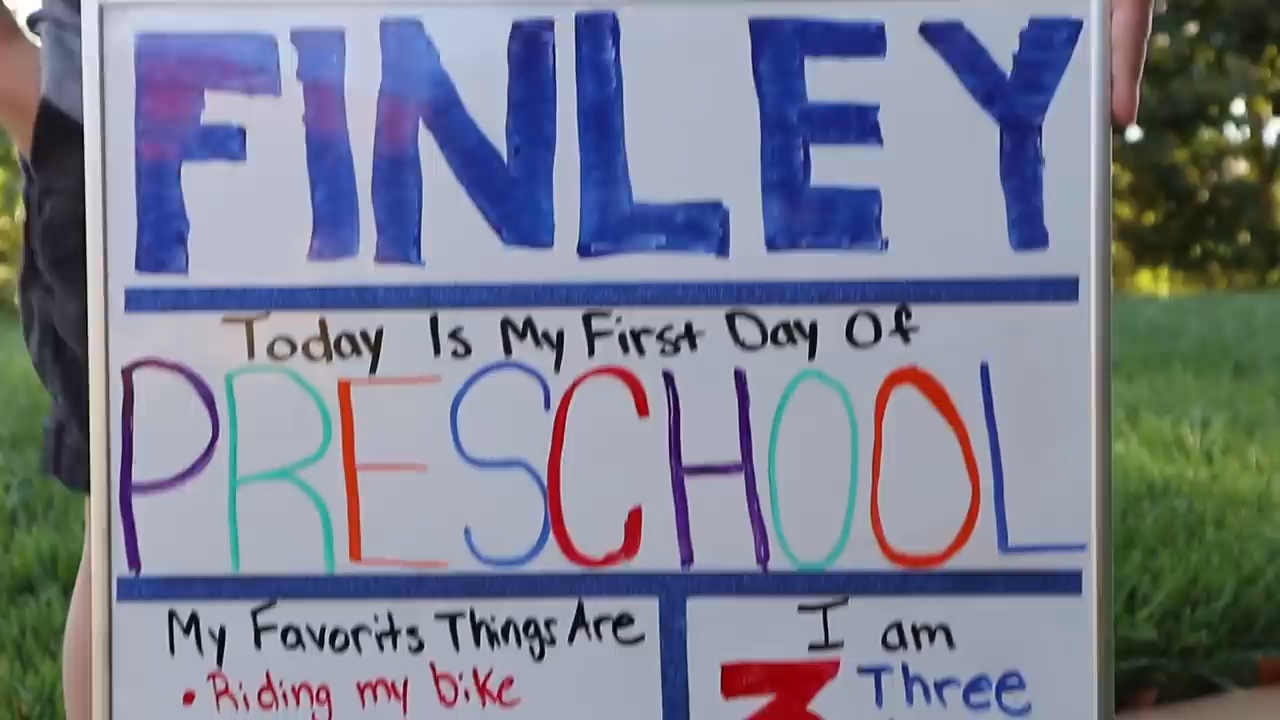 FINLEY
Today Is My First Day Of
PRESCHOOL
My Favorits Things Are
• Riding my bike
I am
3 Three